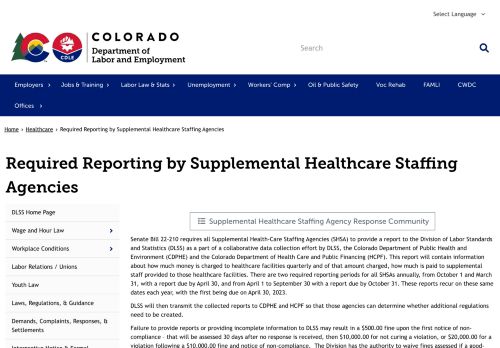 Select Language
COLORADO
Department of
Labor and Employment
CDLE
Search
Employers
Jobs & Training
Labor Law & Stats
Unemployment
Workers' Comp
Oil & Public Safety
Voc Rehab
FAMLI
CWDC
Offices
Home › Healthcare › Required Reporting by Supplemental Healthcare Staffing Agencies
Required Reporting by Supplemental Healthcare Staffing
Agencies
DLSS Home Page
Wage and Hour Law
Workplace Conditions
Labor Relations / Unions
Youth Law
Laws, Regulations, & Guidance
Demands, Complaints, Responses, &
Settlements
Supplemental Healthcare Staffing Agency Response Community
Senate Bill 22-210 requires all Supplemental Health-Care Staffing Agencies (SHSA) to provide a report to the Division of Labor Standards
and Statistics (DLSS) as a part of a collaborative data collection effort by DLSS, the Colorado Department of Public Health and
Environment (CDPHE) and the Colorado Department of Health Care and Public Financing (HCPF). This report will contain information
about how much money is charged to healthcare facilities quarterly and of that amount charged, how much is paid to supplemental
staff provided to those healthcare facilities. There are two required reporting periods for all SHSAs annually, from October 1 and March
31, with a report due by April 30, and from April 1 to September 30 with a report due by October 31. These reports recur on these same
dates each year, with the first being due on April 30, 2023.
DLSS will then transmit the collected reports to CDPHE and HCPF so that those agencies can determine whether additional regulations
need to be created.
Failure to provide reports or providing incomplete information to DLSS may result in a $500.00 fine upon the first notice of non-
compliance – that will be assessed 30 days after no response is received, then $10,000.00 for not curing a violation, or $20,000.00 for a
violation following a $10,000.00 fine and notice of non-compliance. The Division has the authority to waive fines assessed if a good-